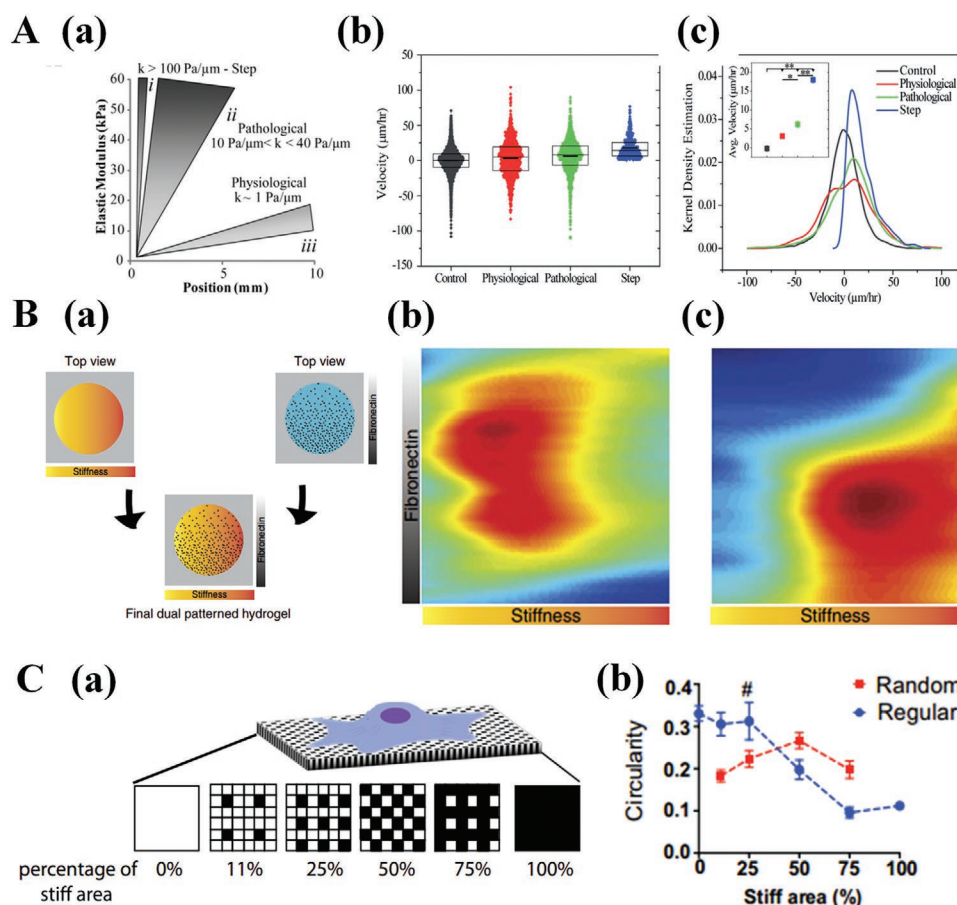 A (a)
k > 100 Pa/µm - Step
i
ii
Pathological
10 Pa/µm< k < 40 Pa/µm
Physiological
k~ 1 Pa/µm
iii
Elastic Modulus (kPa)
60
50
40
30
20
10
0
0
5
10
Position (mm)
(b)
Velocity (µm/hr)
50
100
50
0
-50
-100
-150
Control
Physiological
Pathological
Step
(c)
Kernel Density Estimation
0.04
0.03
0.02
0.01
0.00
Avg. Velocity (µm/hr)
20
15
10
5
0
**
*
**
Control
Physiological
Pathological
Step
-100
-50
0
50
100
Velocity (µm/hr)
B (a)
Top view
Stiffness
Top view
Fibronectin
Fibronectin
Stiffness
Final dual patterned hydrogel
(b)
Fibronectin
Stiffness
(c)
Stiffness
C (a)
percentage of
stiff area
0%
11%
25%
50%
75%
100%
(b)
Circularity
0.4
0.3
0.2
0.1
0.0
#
Random
Regular
0
25
50
75
100
Stiff area (%)